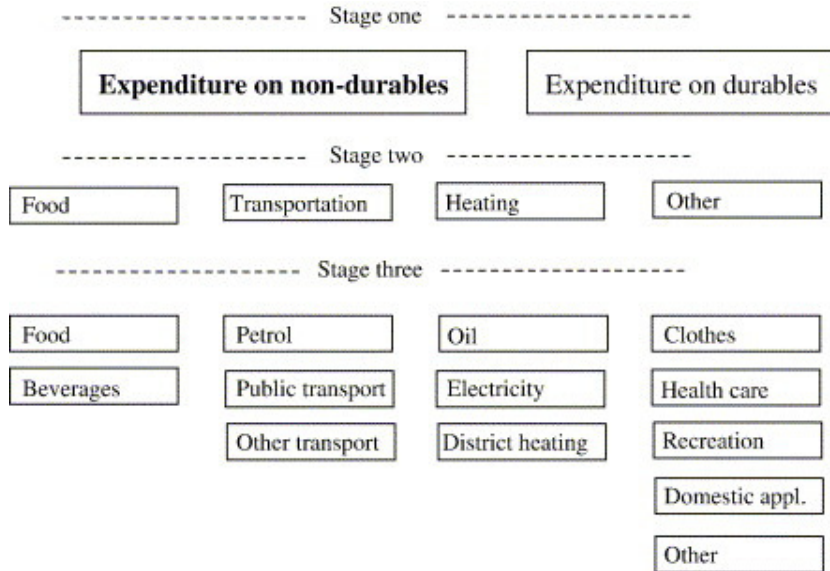 Stage one
Expenditure on non-durables
Expenditure on durables
Stage two
Food
Transportation
Heating
Other
Stage three
Food
Petrol
Oil
Clothes
Beverages
Public transport
Electricity
Health care
Other transport
District heating
Recreation
Domestic appl.
Other